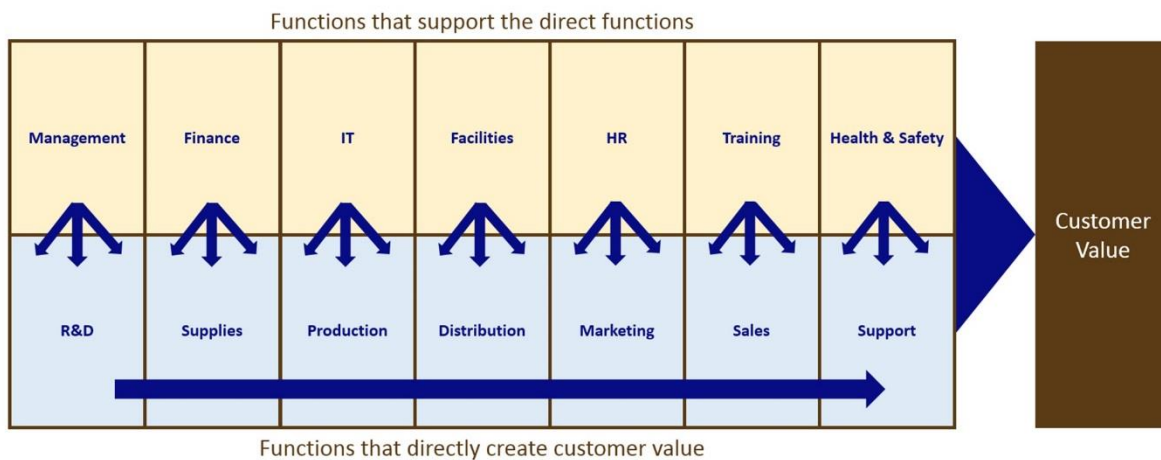 Functions that support the direct functions
Management
Finance
IT
Facilities
HR
Training
Health & Safety
R&D
Supplies
Production
Distribution
Marketing
Sales
Support
Functions that directly create customer value
Customer
Value